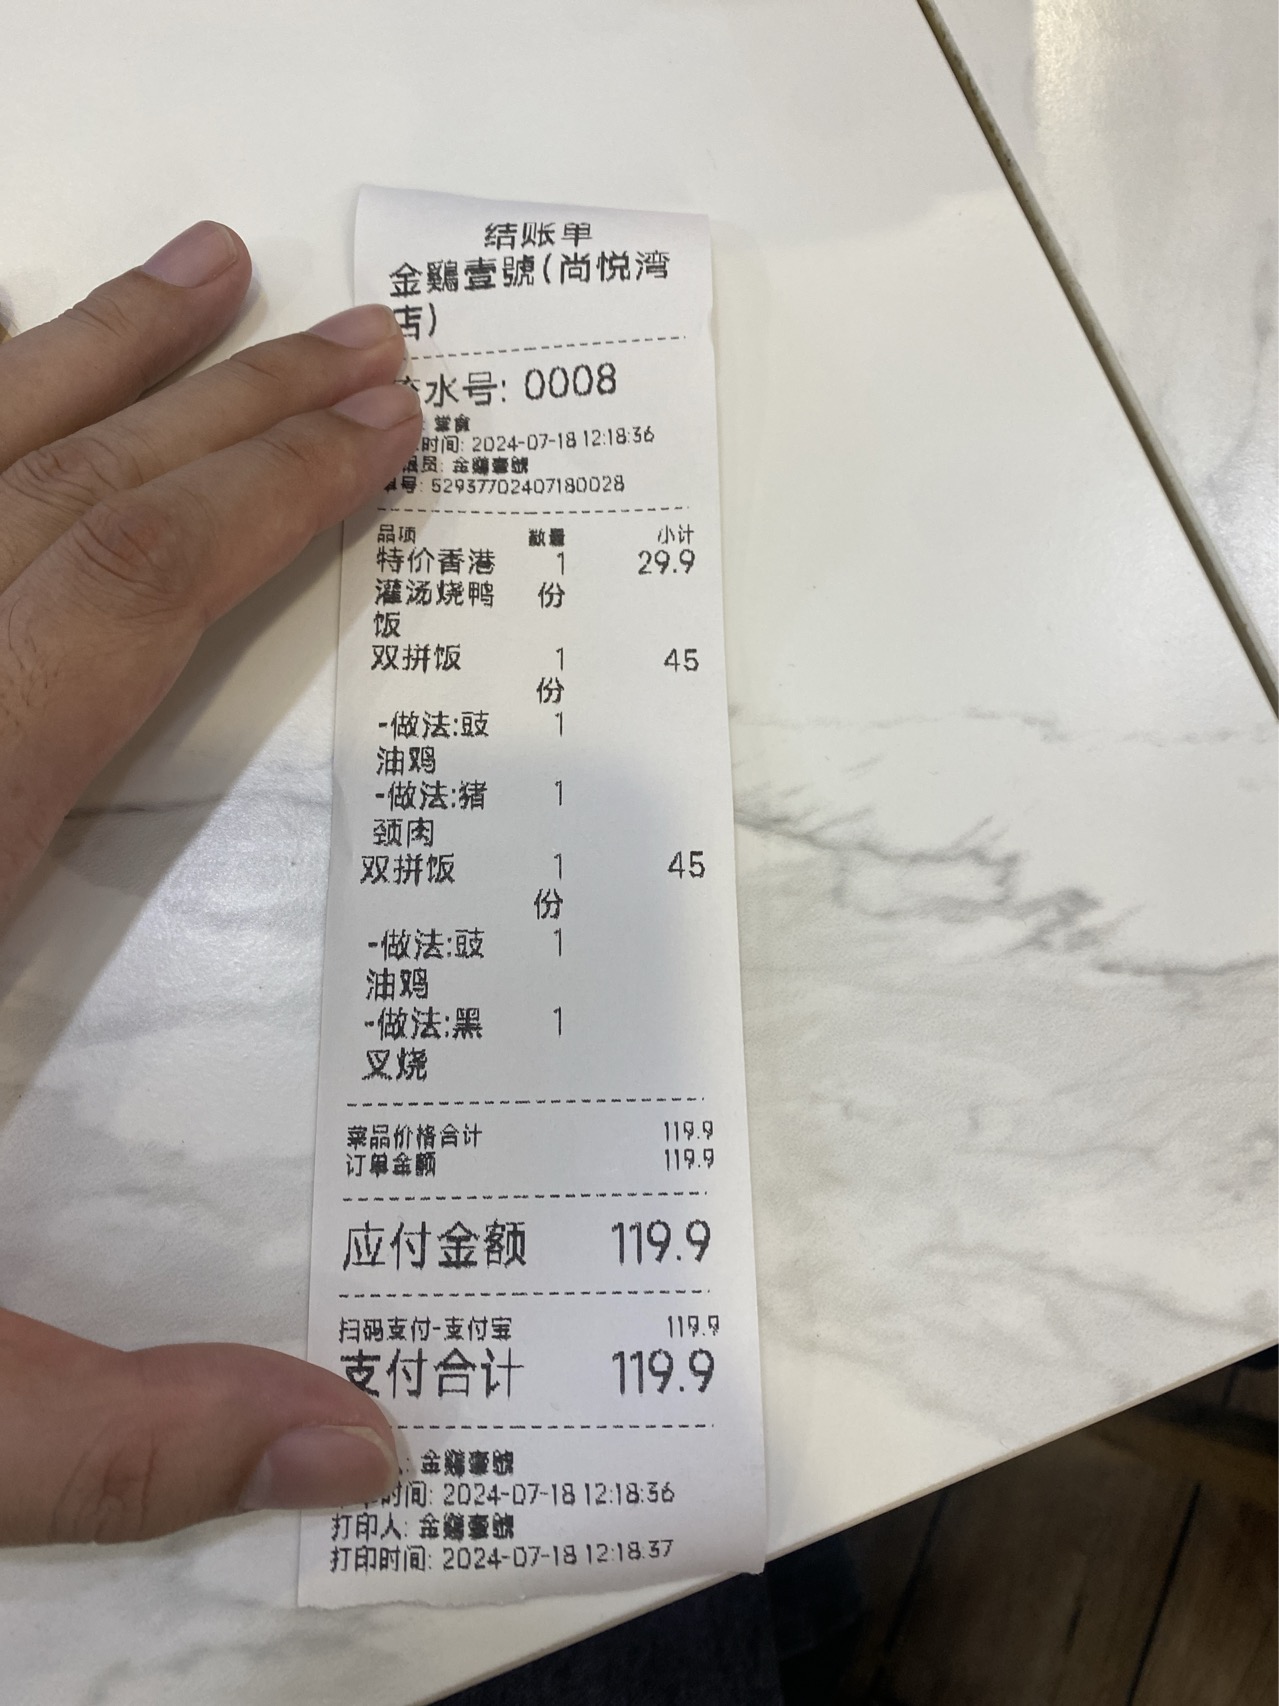 结账单
金鷄壹號(尚悦湾
店)
水号: 0008
: 堂食
时间: 2024-07-18 12:18:36
员: 金鷄壹號
单号: 52937702407180028
品项 数量 小计
特价香港 1 29.9
灌汤烧鸭 份
饭
双拼饭 1 45
份
-做法:豉 1
油鸡
-做法:猪 1
颈肉
双拼饭 1 45
份
-做法:豉 1
油鸡
-做法:黑 1
叉烧
菜品价格合计 119.9
订单金额 119.9
应付金额 119.9
扫码支付-支付宝 119.9
支付合计 119.9
: 金鷄壹號
时间: 2024-07-18 12:18:36
打印人: 金鷄壹號
打印时间: 2024-07-18 12:18:37